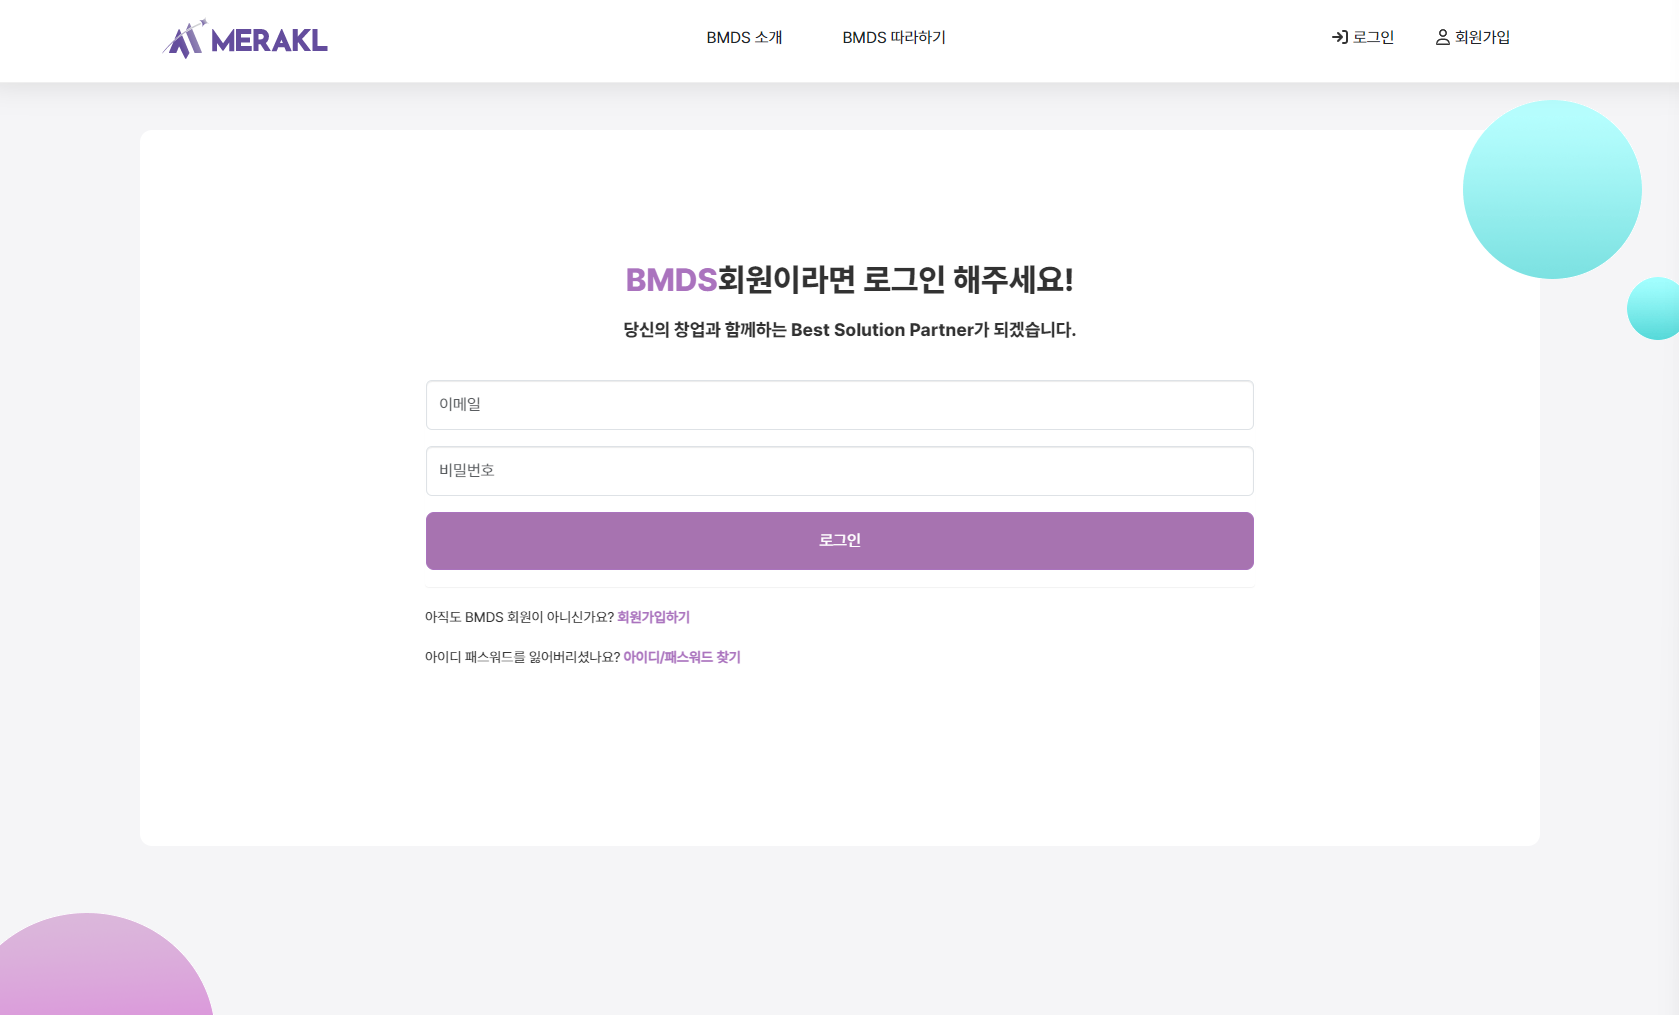 MERAKL
BMDS 소개
BMDS 따라하기
로그인
회원가입
BMDS회원이라면 로그인 해주세요!
당신의 창업과 함께하는 Best Solution Partner가 되겠습니다.
이메일
비밀번호
로그인
아직도 BMDS 회원이 아니신가요? 회원가입하기
아이디 패스워드를 잃어버리셨나요? 아이디/패스워드 찾기